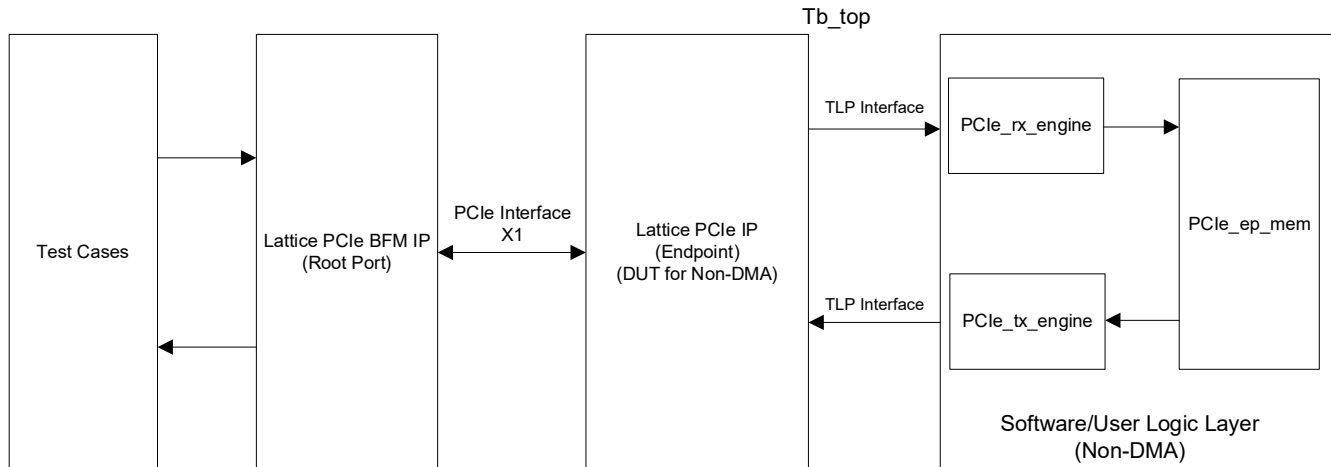 Tb_top
Test Cases
Lattice PCIe BFM IP
(Root Port)
PCIe Interface
X1
Lattice PCIe IP
(Endpoint)
(DUT for Non-DMA)
TLP Interface
TLP Interface
PCIe_rx_engine
PCIe_ep_mem
PCIe_tx_engine
Software/User Logic Layer
(Non-DMA)